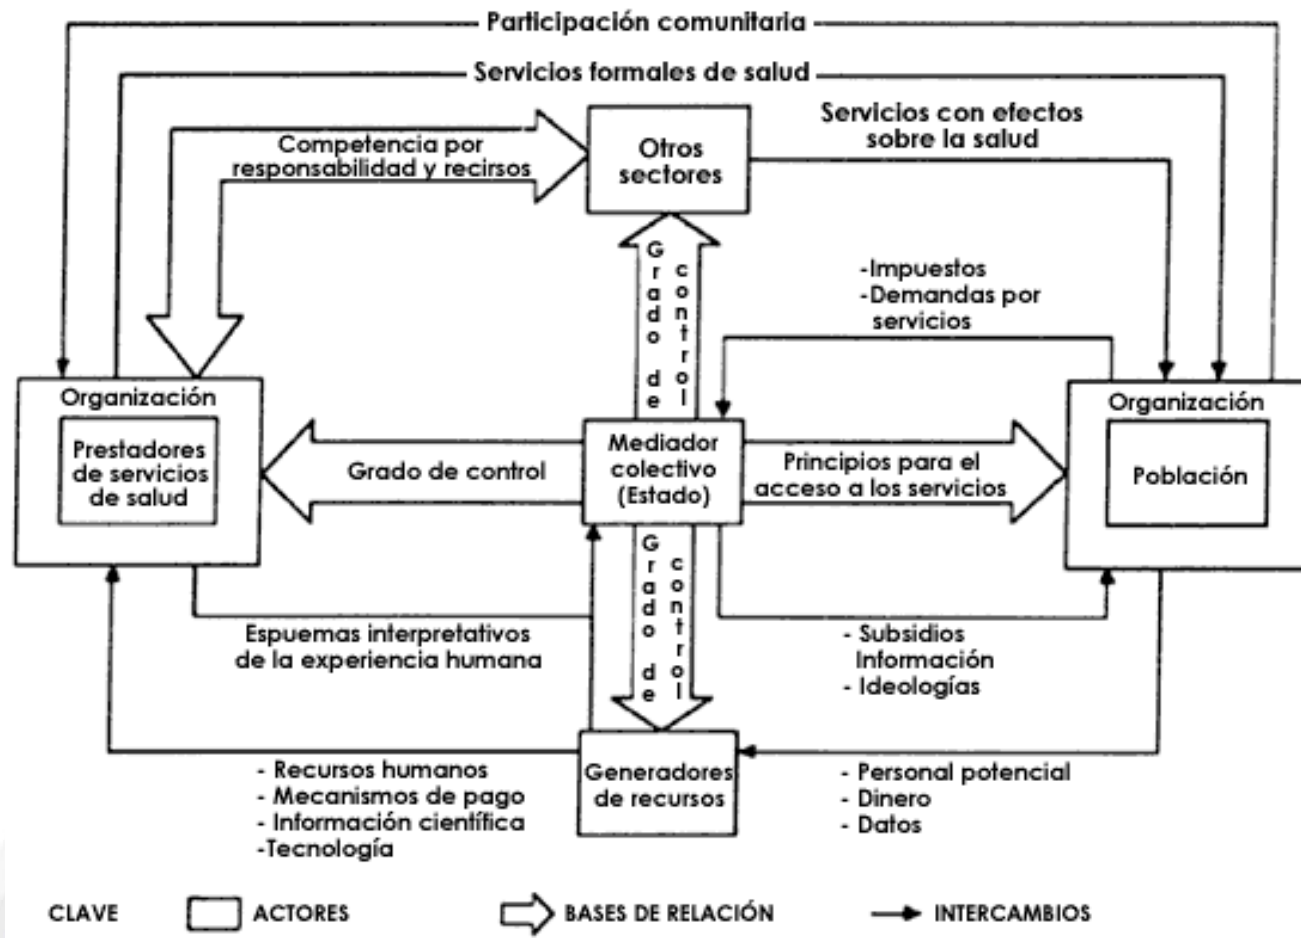 Participación comunitaria
Servicios formales de salud
Servicios con efectos
sobre la salud
Competencia por
responsabilidad y recirsos
Otros
sectores
Grado de
control
-Impuestos
-Demandas por
servicios
Organización
Prestadores
de servicios
de salud
Grado de control
Mediador
colectivo
(Estado)
Principios para el
acceso a los servicios
Organización
Población
Grado de
control
Espuemas interpretativos
de la experiencia humana
- Subsidios
Información
- Ideologías
- Recursos humanos
- Mecanismos de pago
- Información científica
-Tecnología
Generadores
de recursos
- Personal potencial
- Dinero
- Datos
CLAVE ACTORES BASES DE RELACIÓN INTERCAMBIOS